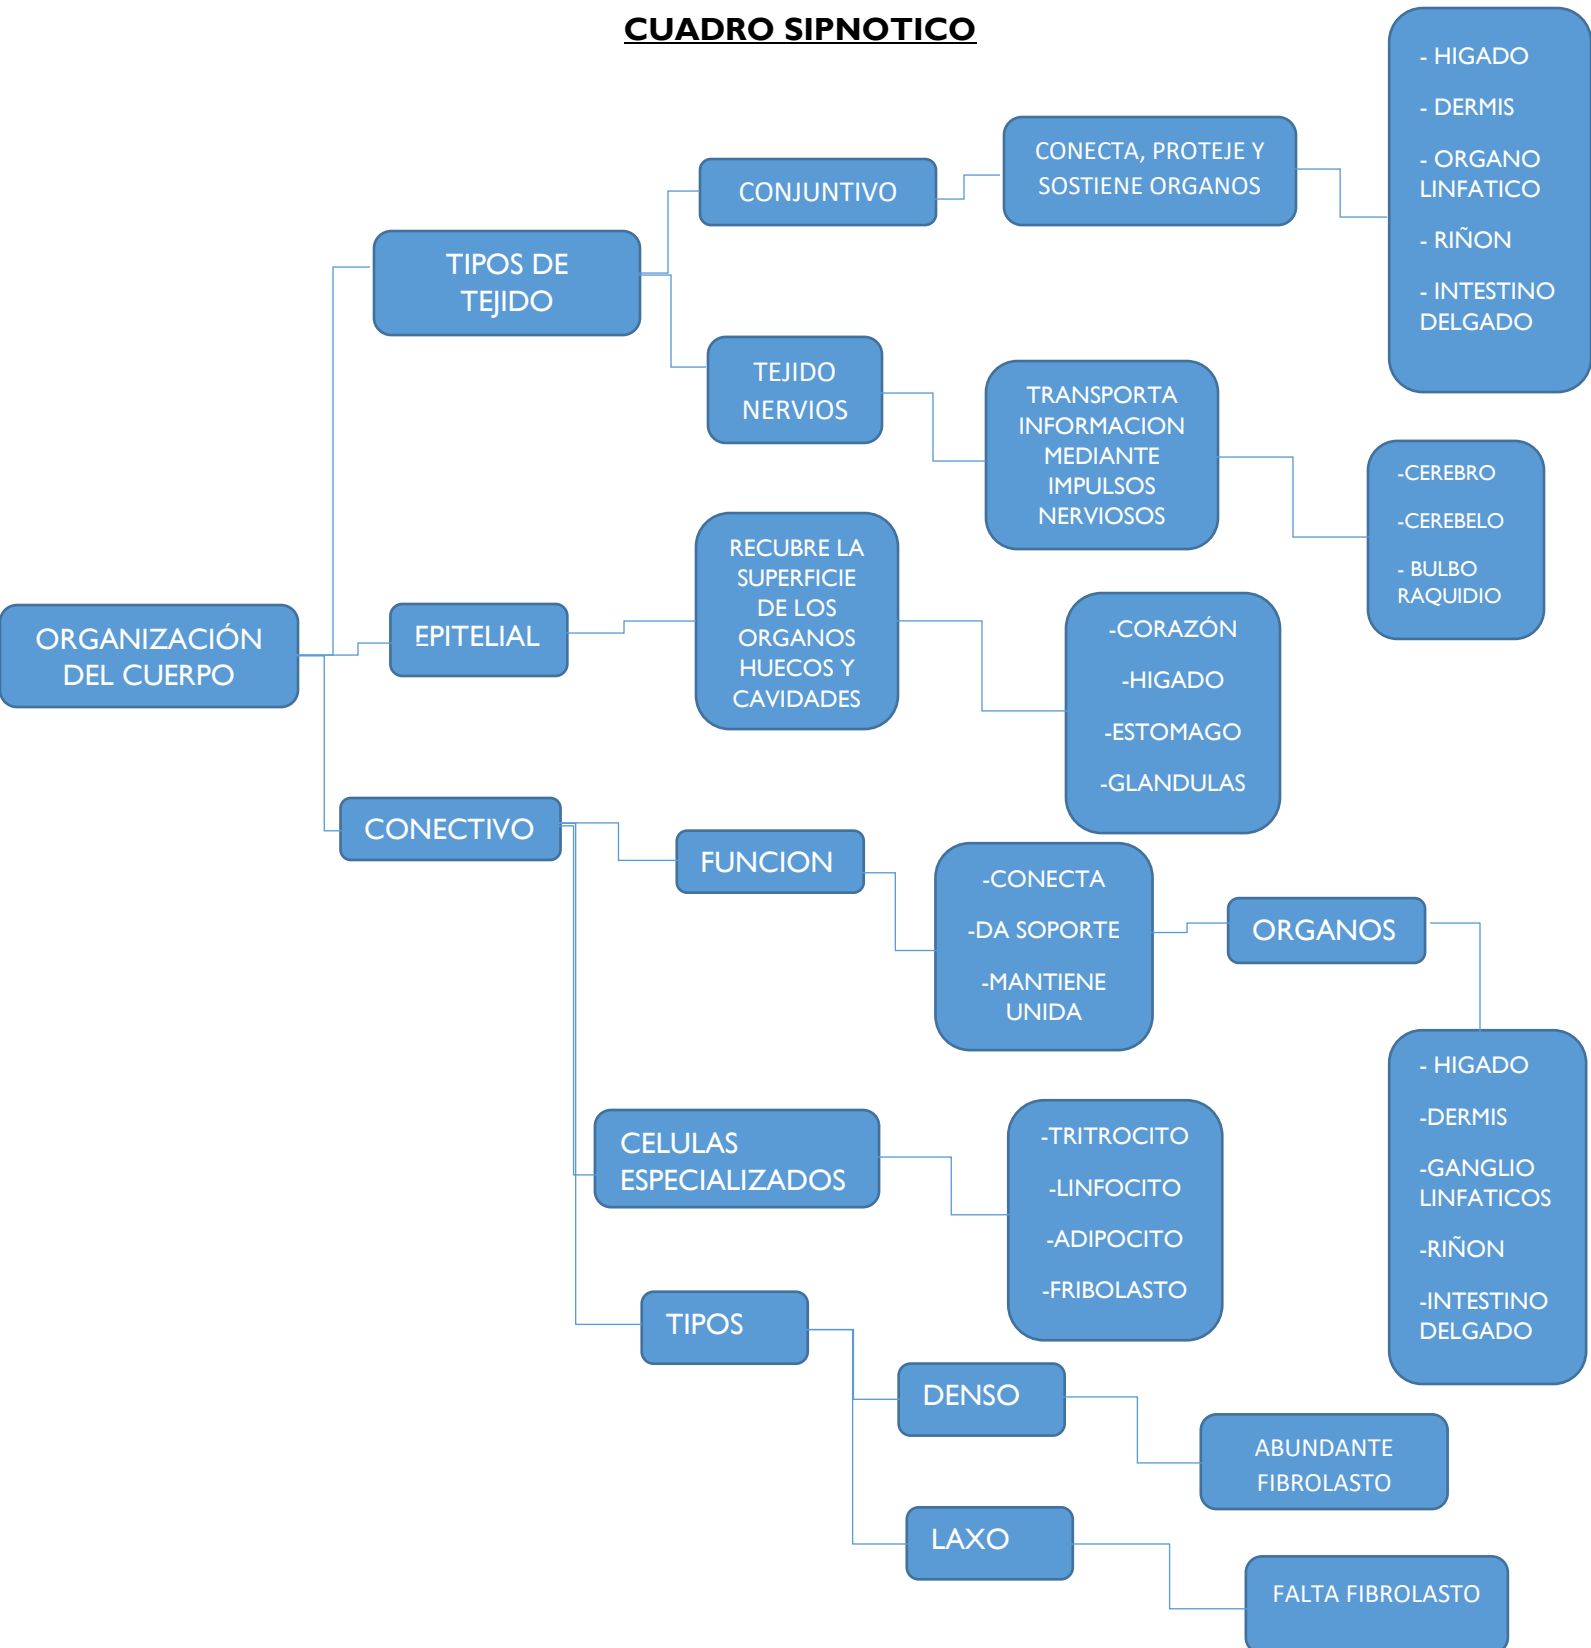 CUADRO SIPNOTICO
- HIGADO
- DERMIS
- ORGANO
LINFATICO
- RIÑON
- INTESTINO
DELGADO
CONECTA, PROTEJE Y
SOSTIENE ORGANOS
CONJUNTIVO
TIPOS DE
TEJIDO
TEJIDO
NERVIOS
TRANSPORTA
INFORMACION
MEDIANTE
IMPULSOS
NERVIOSOS
-CEREBRO
-CEREBELO
- BULBO
RAQUIDIO
RECUBRE LA
SUPERFICIE
DE LOS
ORGANOS
HUECOS Y
CAVIDADES
EPITELIAL
ORGANIZACIÓN
DEL CUERPO
-CORAZÓN
-HIGADO
-ESTOMAGO
-GLANDULAS
CONECTIVO
FUNCION
-CONECTA
-DA SOPORTE
-MANTIENE
UNIDA
ORGANOS
- HIGADO
-DERMIS
-GANGLIO
LINFATICOS
-RIÑON
-INTESTINO
DELGADO
CELULAS
ESPECIALIZADOS
-TRITROCITO
-LINFOCITO
-ADIPOCITO
-FRIBOLASTO
TIPOS
DENSO
ABUNDANTE
FIBROLASTO
LAXO
FALTA FIBROLASTO